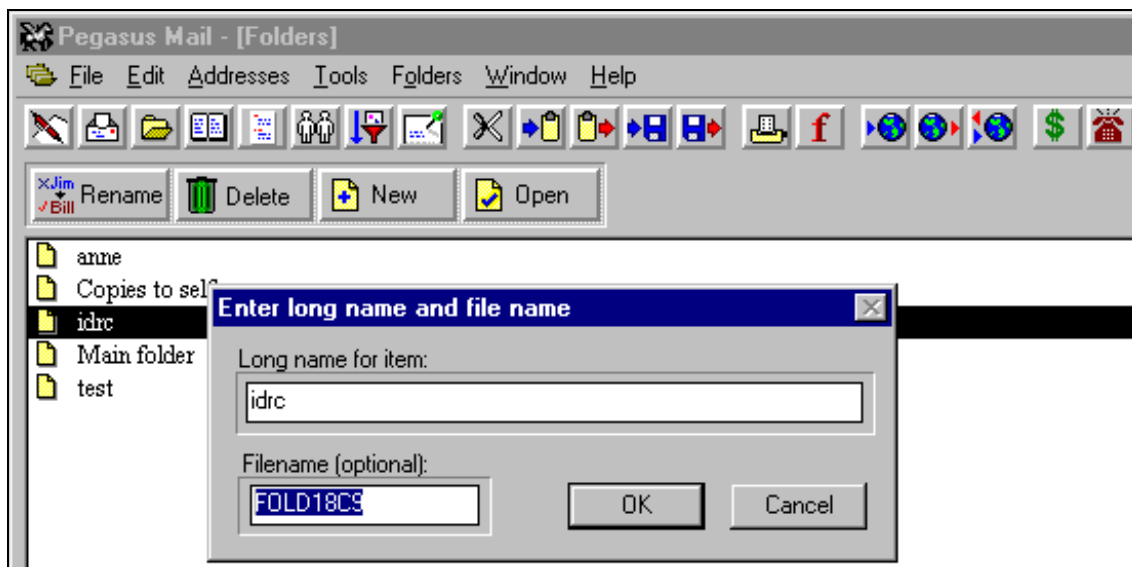 Pegasus Mail - [Folders]
File Edit Addresses Tools Folders Window Help
f $
xJim
√Bill Rename Delete New Open
anne
Copies to self
idrc
Main folder
test
Enter long name and file name
Long name for item:
idrc
Filename (optional):
FOLD18C9
OK Cancel